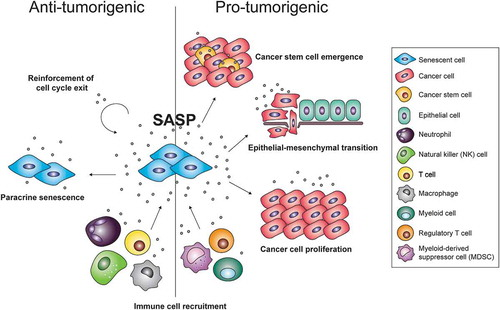 Anti-tumorigenic
Pro-tumorigenic
Reinforcement of
cell cycle exit
SASP
Paracrine senescence
Cancer stem cell emergence
Epithelial-mesenchymal transition
Cancer cell proliferation
Immune cell recruitment
Senescent cell
Cancer cell
Cancer stem cell
Epithelial cell
Neutrophil
Natural killer (NK) cell
T cell
Macrophage
Myeloid cell
Regulatory T cell
Myeloid-derived
suppressor cell (MDSC)